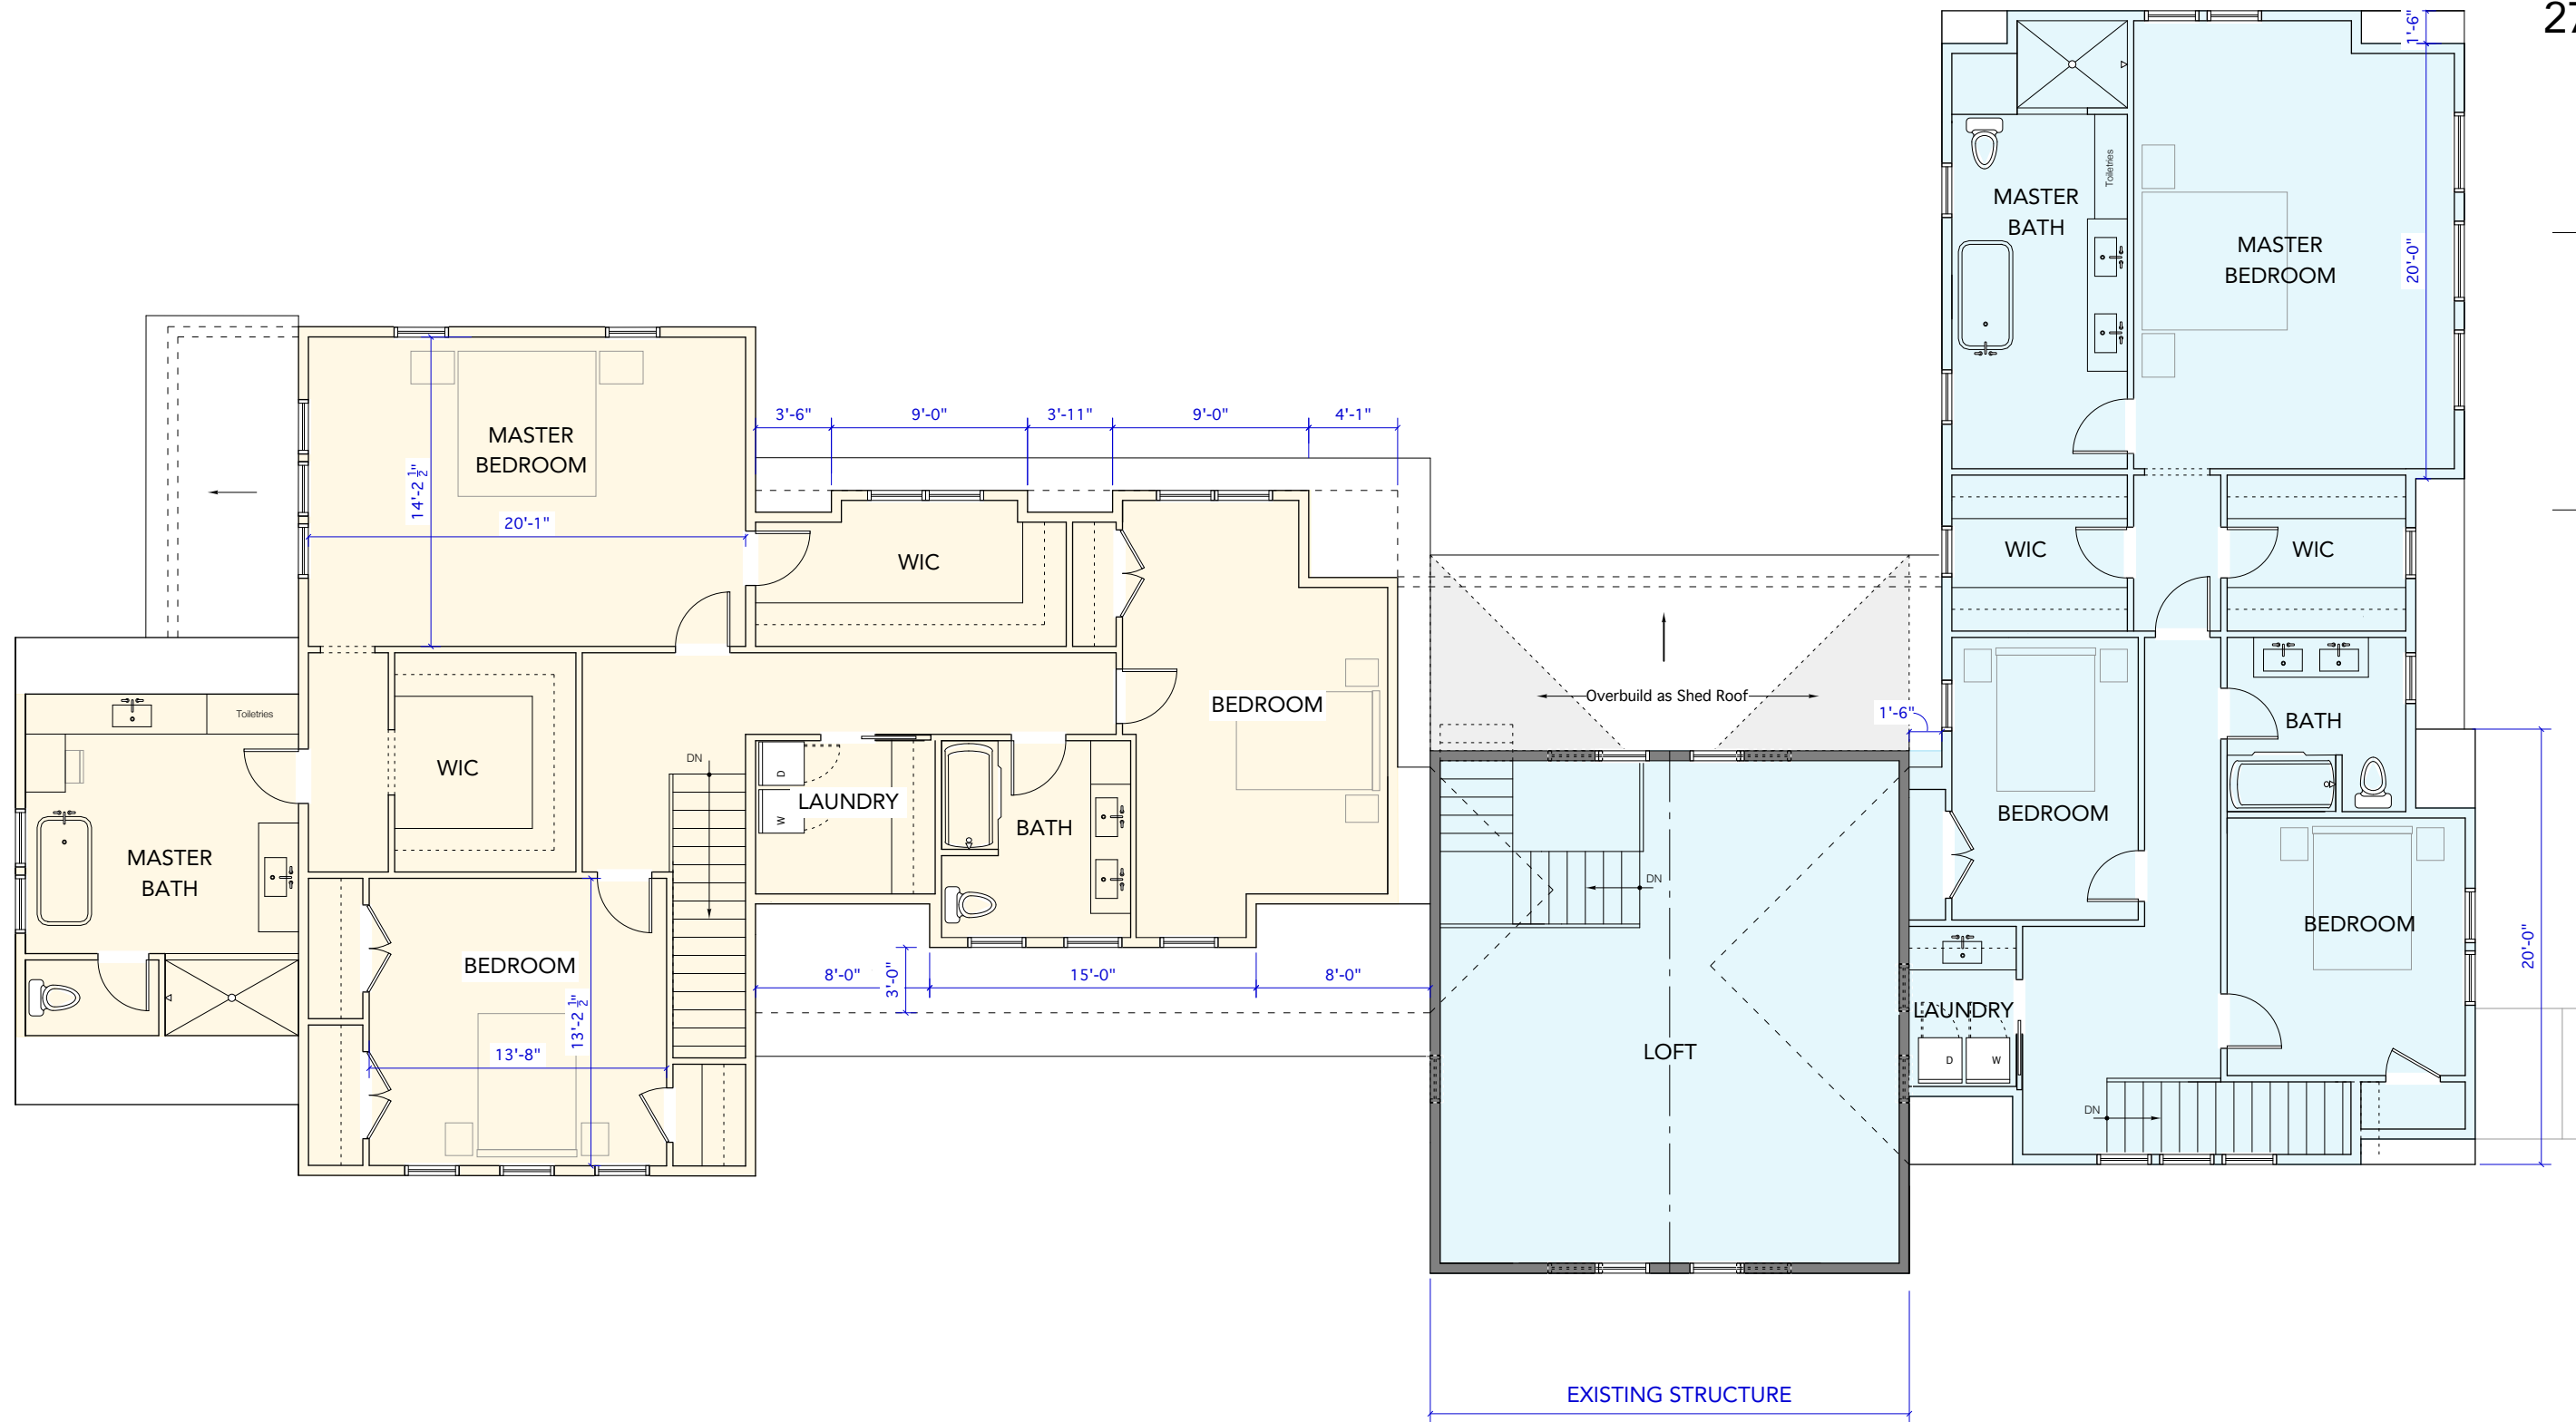 27
1'-6"
MASTER
BATH
Toiletries
MASTER
BEDROOM
20'-0"
MASTER
BEDROOM
14'-2 1/2"
20'-1"
3'-6"
9'-0"
3'-11"
9'-0"
4'-1"
WIC
WIC
WIC
BEDROOM
Overbuild as Shed Roof
1'-6"
BATH
Toiletries
WIC
DN
D
W
LAUNDRY
BATH
MASTER
BATH
BEDROOM
DN
BEDROOM
BEDROOM
13'-2 1/2"
13'-8"
8'-0"
3'-0"
15'-0"
8'-0"
20'-0"
LAUNDRY
D
W
LOFT
DN
EXISTING STRUCTURE